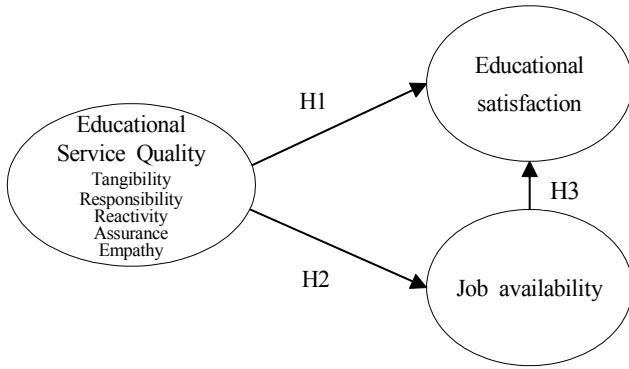 Educational
Service Quality
Tangibility
Responsibility
Reactivity
Assurance
Empathy
H1
H2
Educational
satisfaction
H3
Job availability